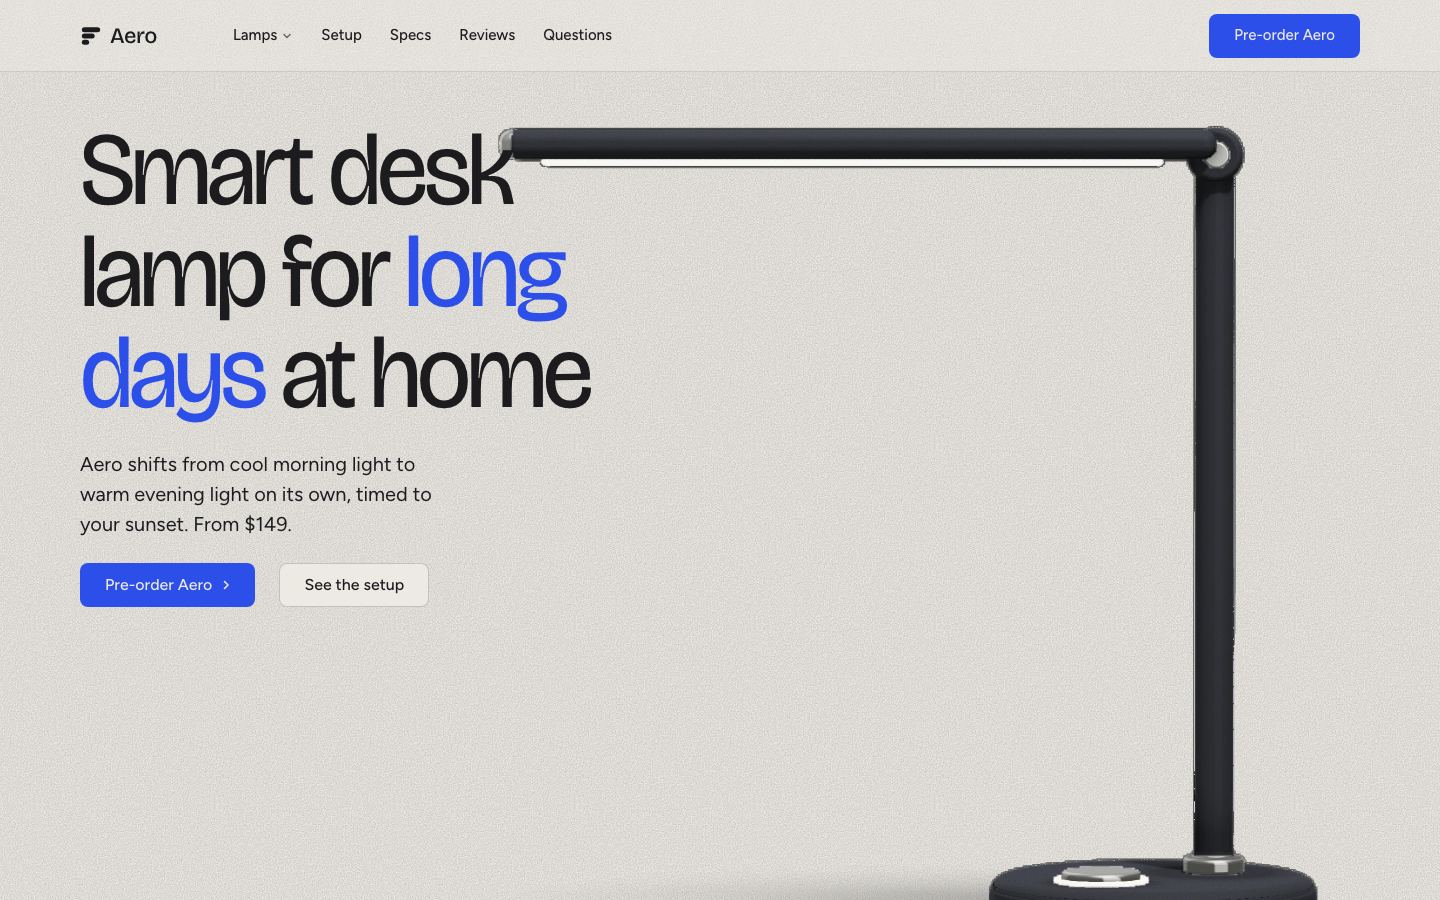 Aero
Lamps
Setup
Specs
Reviews
Questions
Pre-order Aero
Smart desk
lamp for long
days at home
Aero shifts from cool morning light to
warm evening light on its own, timed to
your sunset. From $149.
Pre-order Aero
See the setup